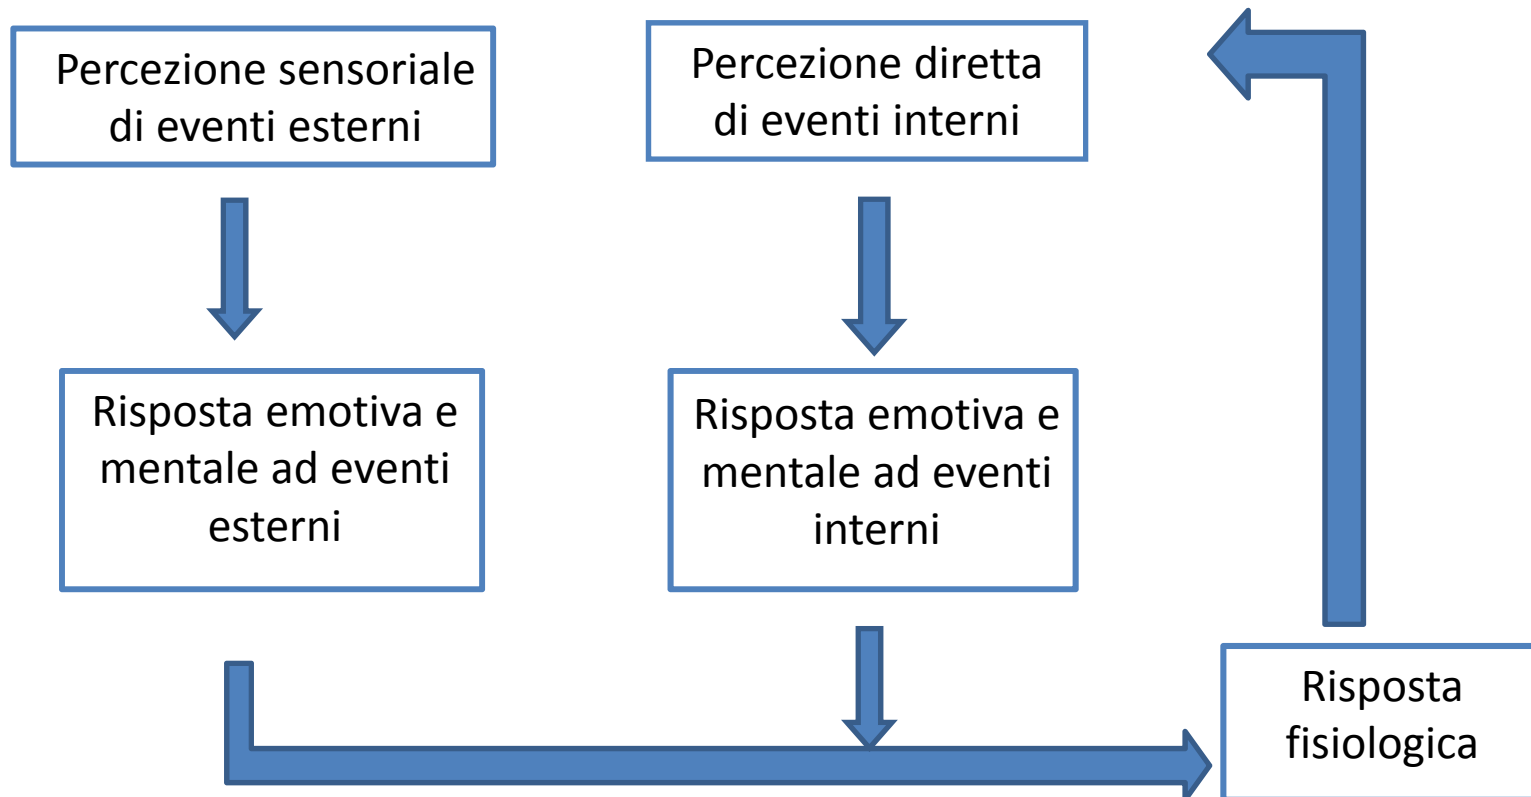 Percezione sensoriale
di eventi esterni
Percezione diretta
di eventi interni
Risposta emotiva e
mentale ad eventi
esterni
Risposta emotiva e
mentale ad eventi
interni
Risposta
fisiologica